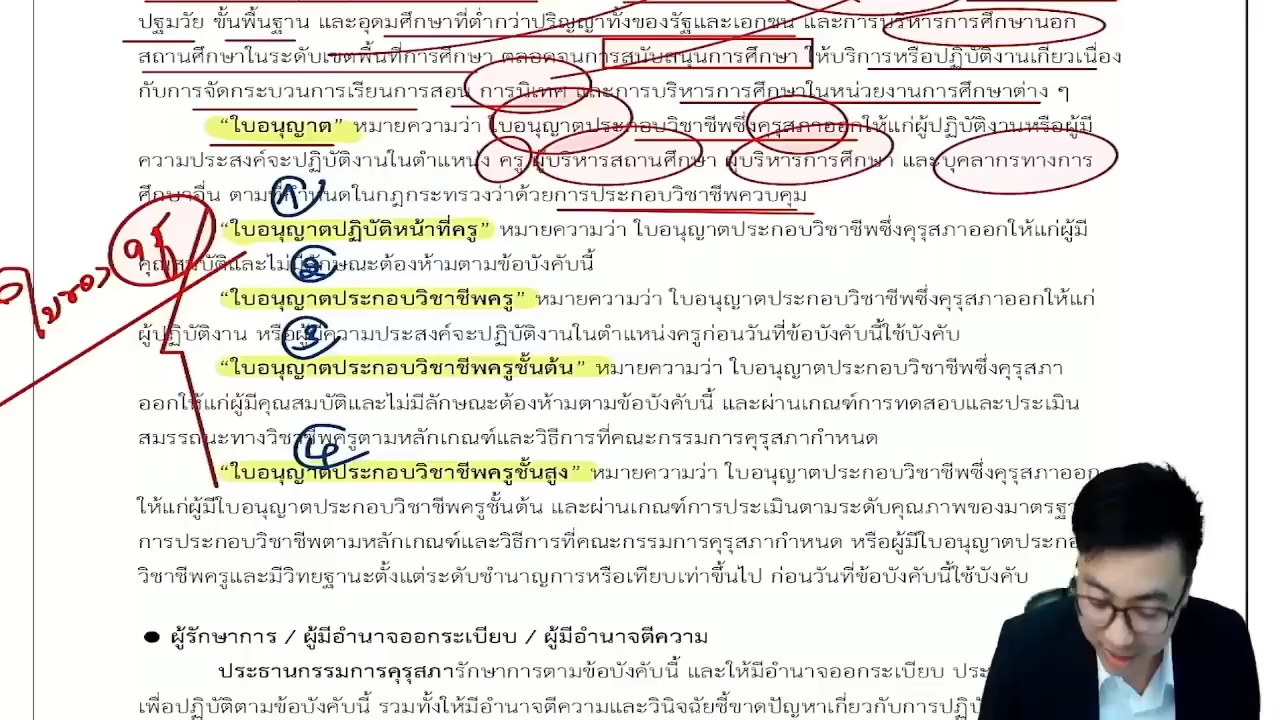 ปฐมวัย ขั้นพื้นฐาน และอุดมศึกษาที่ต่ำกว่าปริญญาทั้งของรัฐและเอกชน และการบริหารการศึกษานอก
สถานศึกษาในระดับเขตพื้นที่การศึกษา ตลอดจนการสนับสนุนการศึกษา ให้บริการหรือปฏิบัติงานเกี่ยวเนื่อง
กับการจัดกระบวนการเรียนการสอน การนิเทศ และการบริหารการศึกษาในหน่วยงานการศึกษาต่าง ๆ
“ใบอนุญาต” หมายความว่า ใบอนุญาตประกอบวิชาชีพซึ่งคุรุสภาออกให้แก่ผู้ปฏิบัติงานหรือผู้มี
ความประสงค์จะปฏิบัติงานในตำแหน่ง ครู ผู้บริหารสถานศึกษา ผู้บริหารการศึกษา และบุคลากรทางการ
ศึกษาอื่น ตามที่กำหนดในกฎกระทรวงว่าด้วยการประกอบวิชาชีพควบคุม
“ใบอนุญาตปฏิบัติหน้าที่ครู” หมายความว่า ใบอนุญาตประกอบวิชาชีพซึ่งคุรุสภาออกให้แก่ผู้มี
คุณสมบัติและไม่มีลักษณะต้องห้ามตามข้อบังคับนี้
“ใบอนุญาตประกอบวิชาชีพครู” หมายความว่า ใบอนุญาตประกอบวิชาชีพซึ่งคุรุสภาออกให้แก่
ผู้ปฏิบัติงาน หรือผู้มีความประสงค์จะปฏิบัติงานในตำแหน่งครูก่อนวันที่ข้อบังคับนี้ใช้บังคับ
“ใบอนุญาตประกอบวิชาชีพครูชั้นต้น” หมายความว่า ใบอนุญาตประกอบวิชาชีพซึ่งคุรุสภา
ออกให้แก่ผู้มีคุณสมบัติและไม่มีลักษณะต้องห้ามตามข้อบังคับนี้ และผ่านเกณฑ์การทดสอบและประเมิน
สมรรถนะทางวิชาชีพครูตามหลักเกณฑ์และวิธีการที่คณะกรรมการคุรุสภากำหนด
“ใบอนุญาตประกอบวิชาชีพครูชั้นสูง” หมายความว่า ใบอนุญาตประกอบวิชาชีพซึ่งคุรุสภาออก
ให้แก่ผู้มีใบอนุญาตประกอบวิชาชีพครูชั้นต้น และผ่านเกณฑ์การประเมินตามระดับคุณภาพของมาตรฐา
การประกอบวิชาชีพตามหลักเกณฑ์และวิธีการที่คณะกรรมการคุรุสภากำหนด หรือผู้มีใบอนุญาตประก
วิชาชีพครูและมีวิทยฐานะตั้งแต่ระดับชำนาญการหรือเทียบเท่าขึ้นไป ก่อนวันที่ข้อบังคับนี้ใช้บังคับ
● ผู้รักษาการ / ผู้มีอำนาจออกระเบียบ / ผู้มีอำนาจตีความ
ประธานกรรมการคุรุสภารักษาการตามข้อบังคับนี้ และให้มีอำนาจออกระเบียบ ประ
เพื่อปฏิบัติตามข้อบังคับนี้ รวมทั้งให้มีอำนาจตีความและวินิจฉัยชี้ขาดปัญหาเกี่ยวกับการปฏิบั